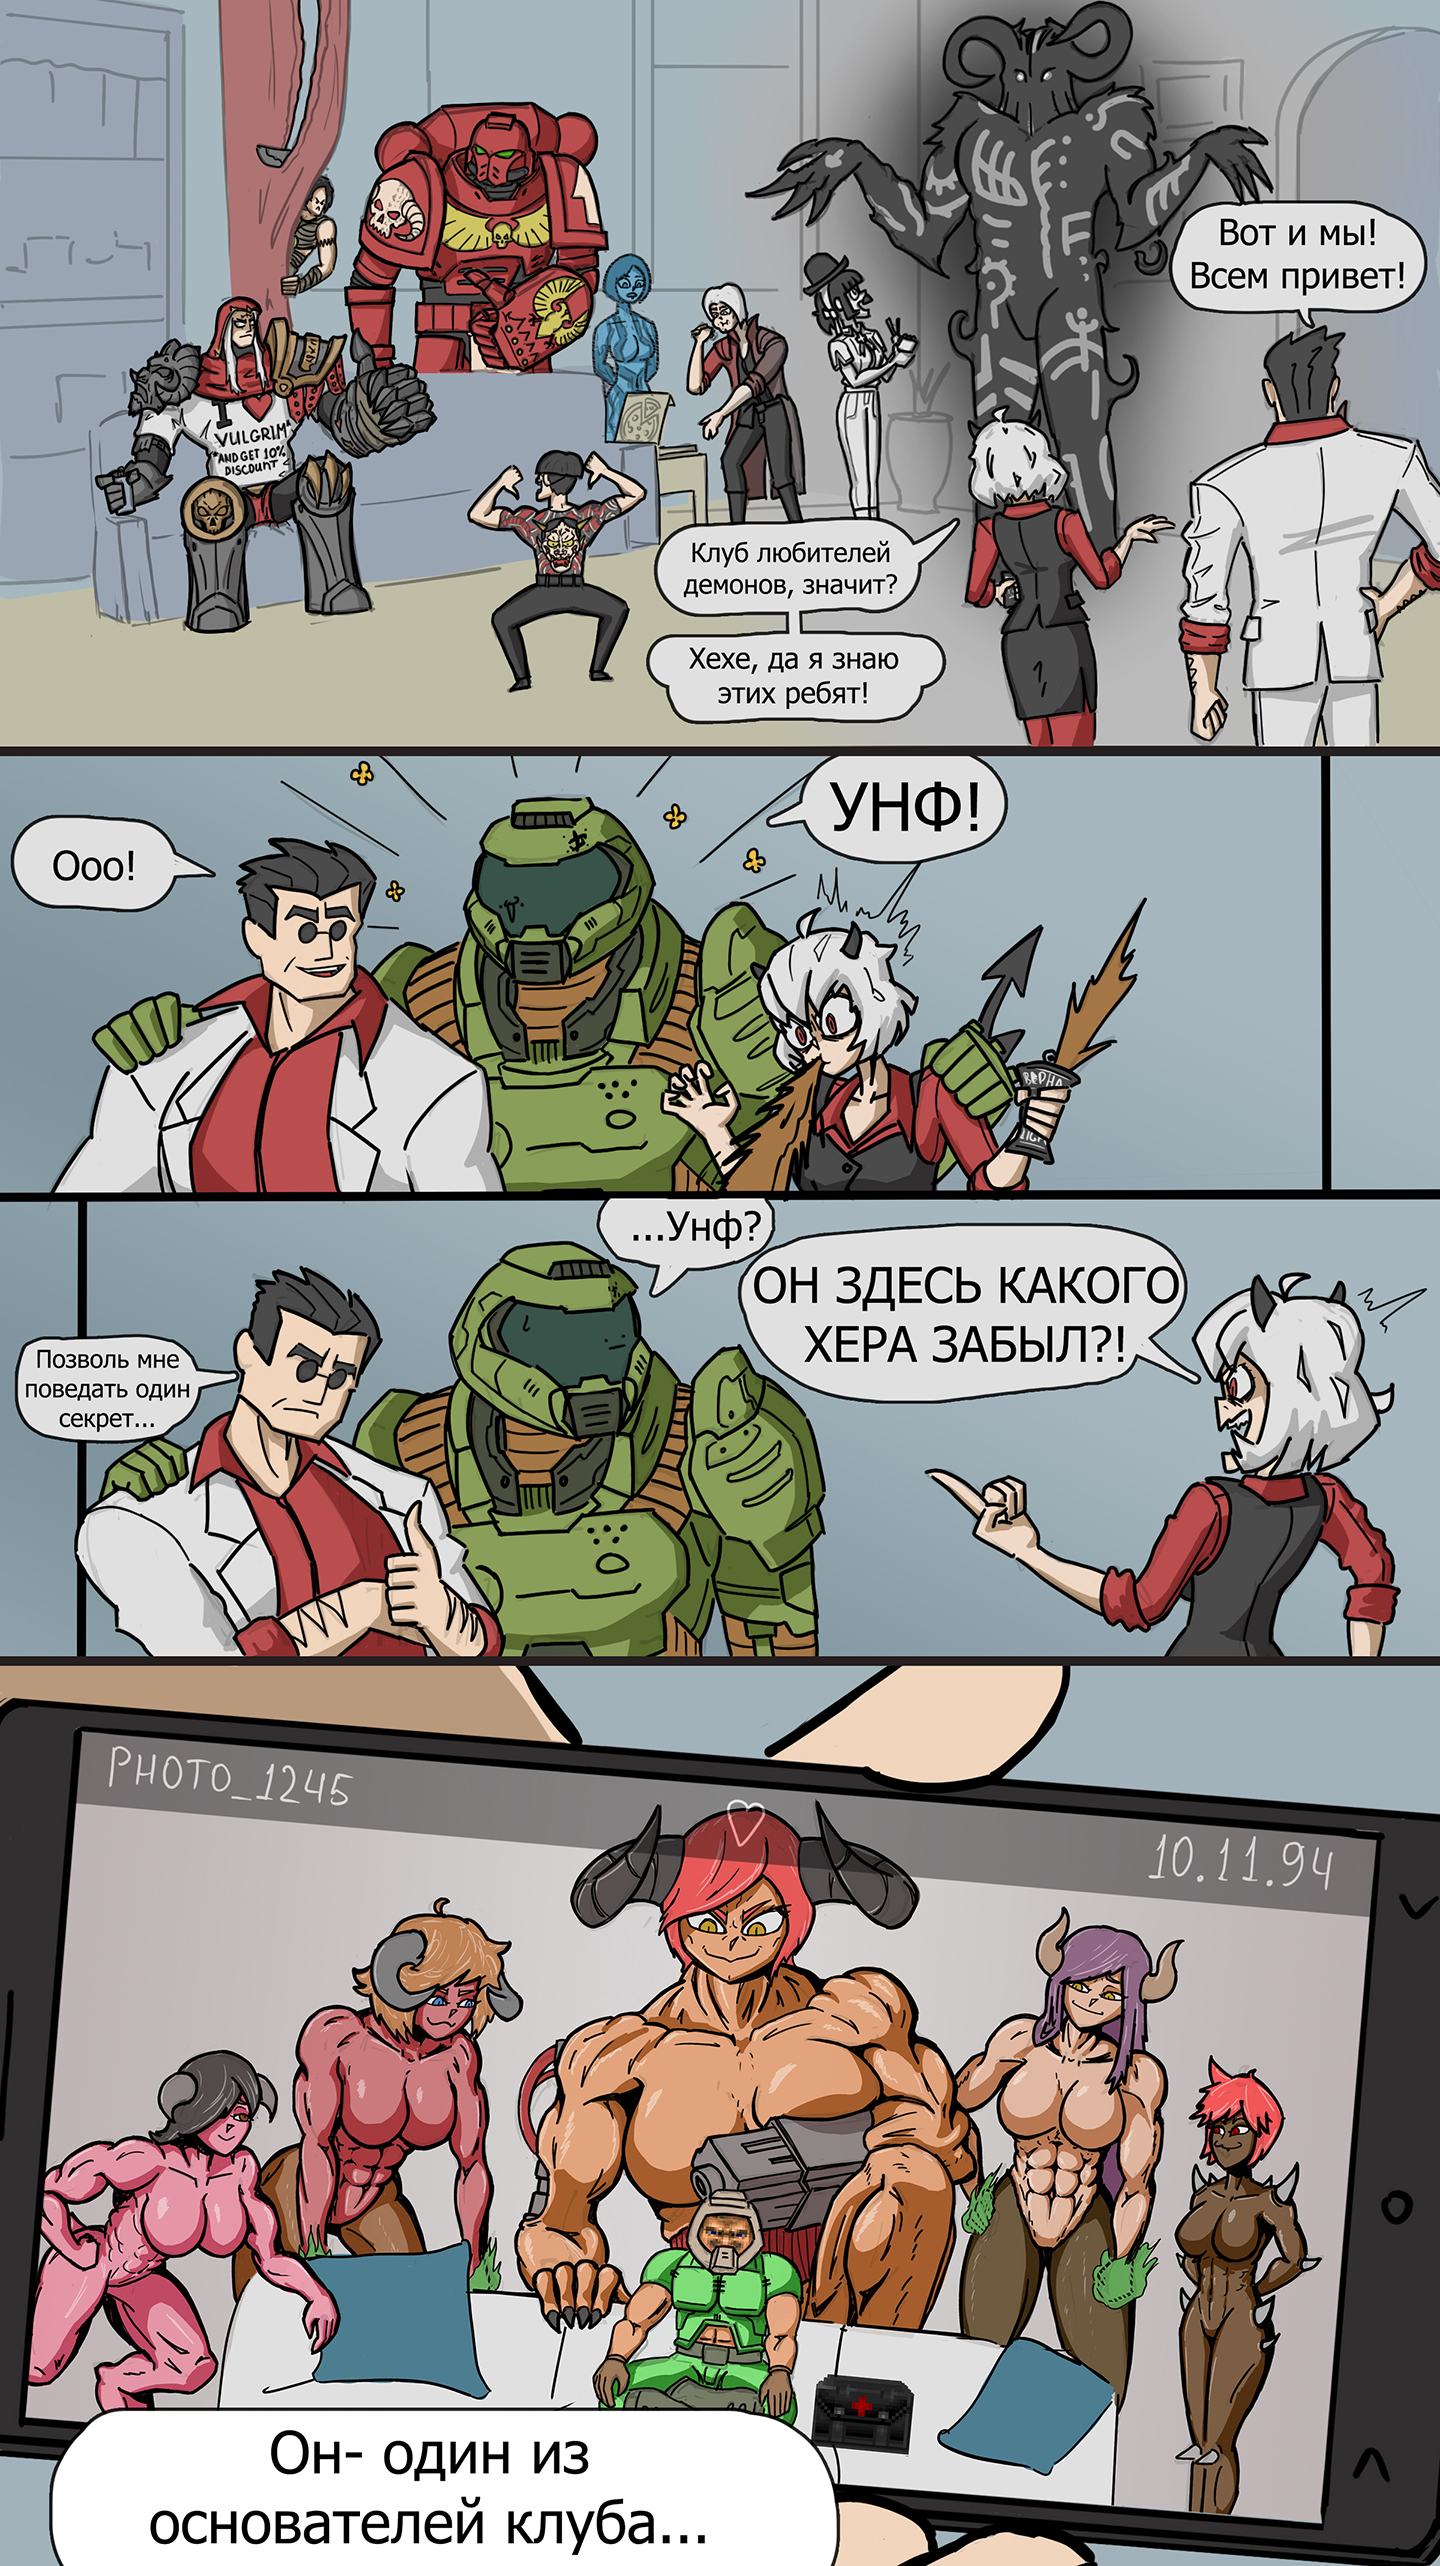 Вот и мы!
Всем привет!
I ♥
VULGRIM*
*AND GET 10%
DISCOUNT
Клуб любителей
демонов, значит?
Хехе, да я знаю
этих ребят!
Ооо!
УНФ!
...Унф?
ОН ЗДЕСЬ КАКОГО
ХЕРА ЗАБЫЛ?!
Позволь мне
поведать один
секрет...
PHOTO_1245
10.11.94
Он- один из
основателей клуба...